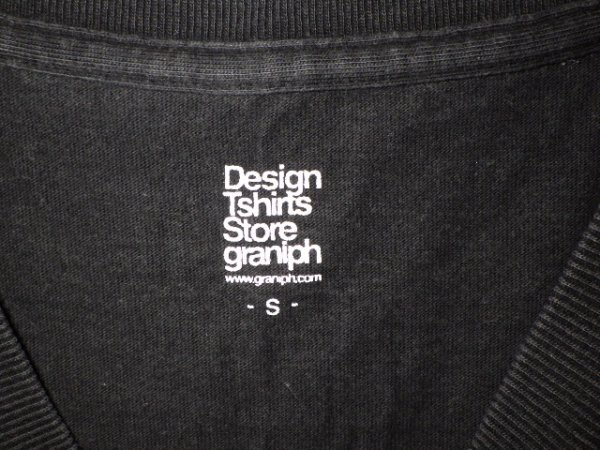 Design
Tshirts
Store
graniph
www.graniph.com
- S -